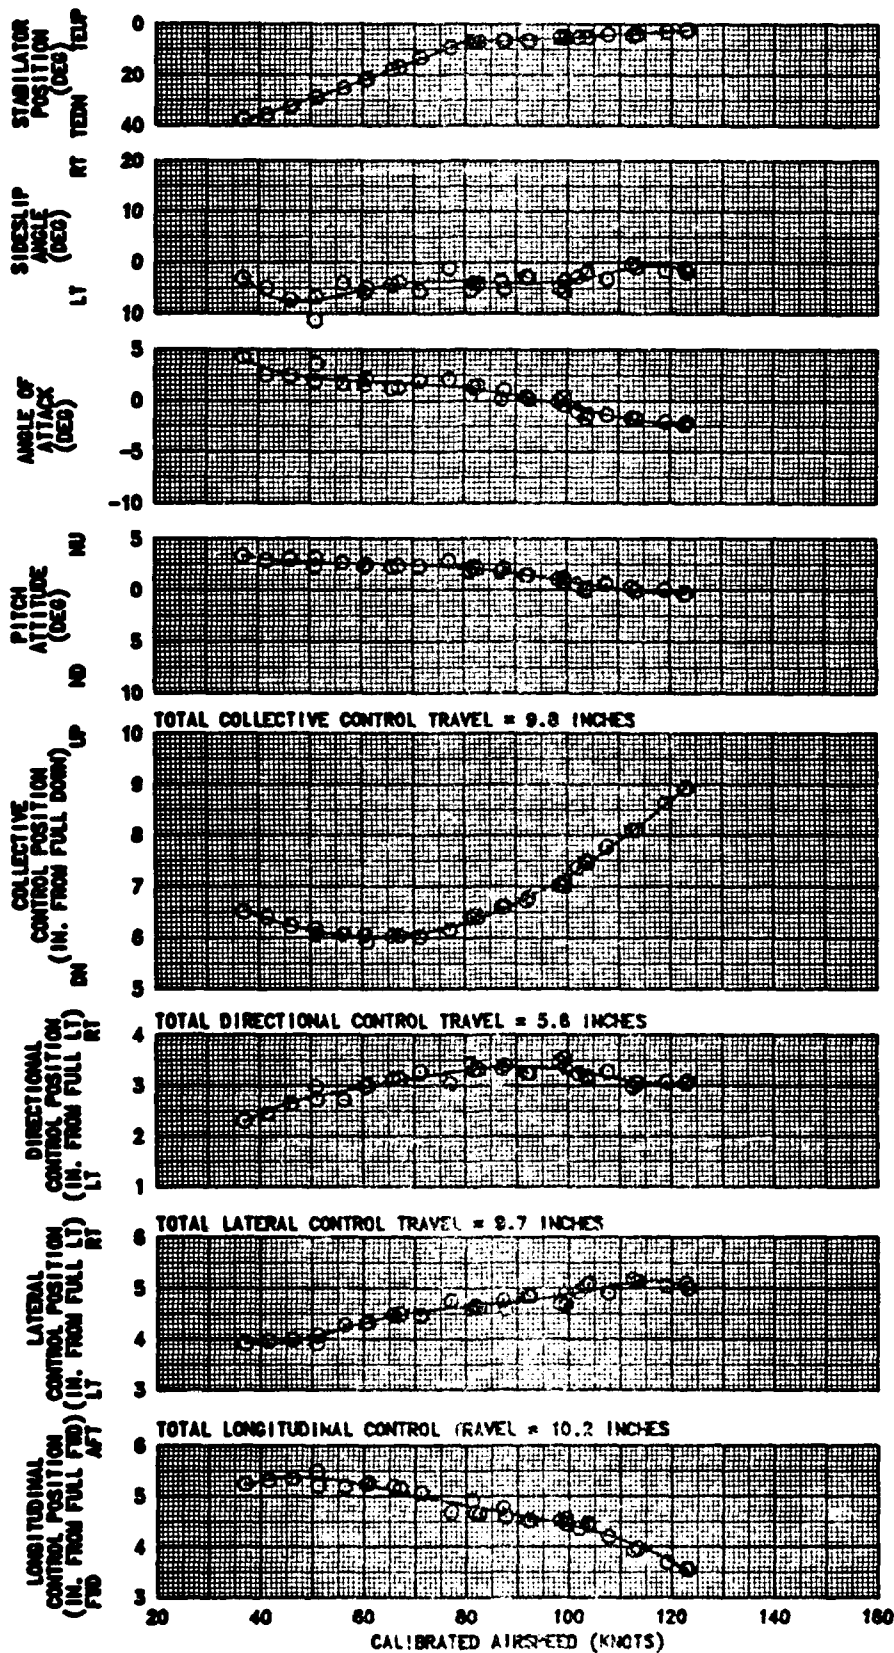 STABILATOR
POSITION
(DEG)
TEDN TEUP
0
20
40
SIDESLIP
ANGLE
(DEG)
LT RT
20
10
0
10
ANGLE OF
ATTACK
(DEG)
5
0
-5
-10
PITCH
ATTITUDE
(DEG)
ND NU
5
0
5
10
TOTAL COLLECTIVE CONTROL TRAVEL = 9.8 INCHES
COLLECTIVE
CONTROL POSITION
(IN. FROM FULL DOWN)
DN UP
10
9
8
7
6
5
TOTAL DIRECTIONAL CONTROL TRAVEL = 5.6 INCHES
DIRECTIONAL
CONTROL POSITION
(IN. FROM FULL LT)
LT RT
4
3
2
1
TOTAL LATERAL CONTROL TRAVEL = 9.7 INCHES
LATERAL
CONTROL POSITION
(IN. FROM FULL LT)
LT RT
6
5
4
3
TOTAL LONGITUDINAL CONTROL TRAVEL = 10.2 INCHES
LONGITUDINAL
CONTROL POSITION
(IN. FROM FULL FWD)
FWD AFT
6
5
4
3
20 40 60 80 100 120 140 160
CALIBRATED AIRSPEED (KNOTS)